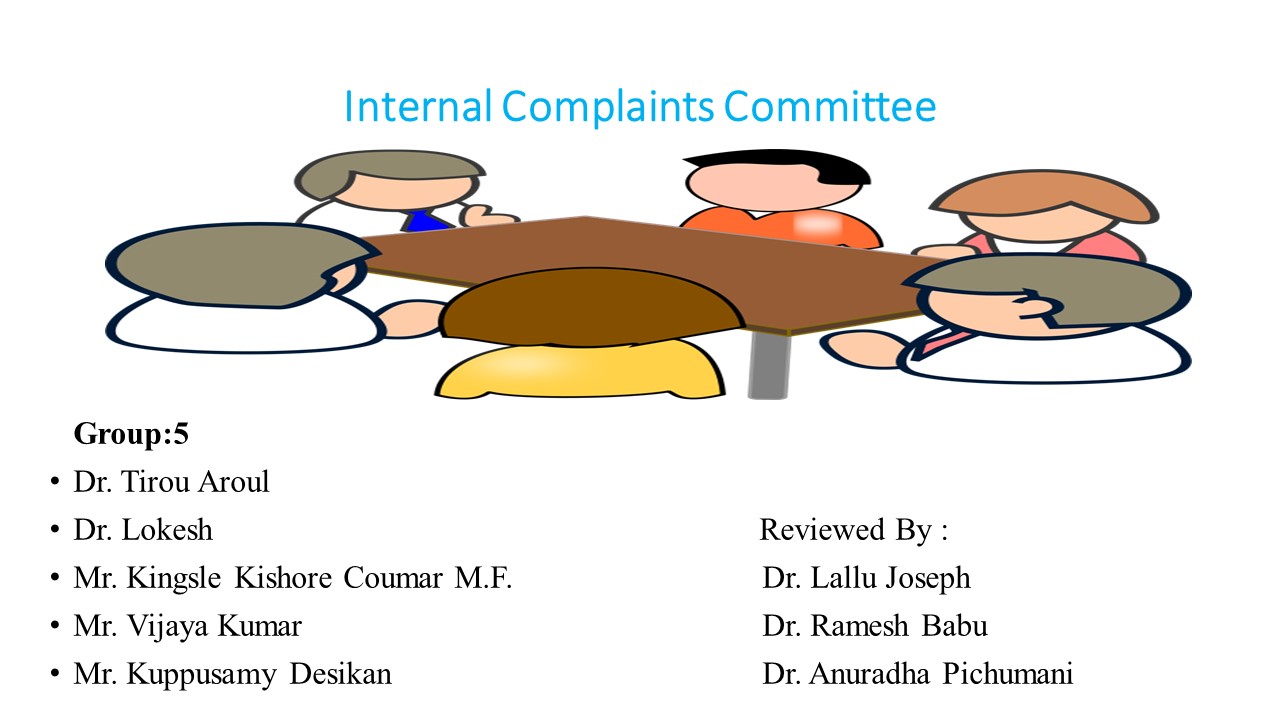 Internal Complaints Committee
Group:5
• Dr. Tirou Aroul
• Dr. Lokesh
• Mr. Kingsle Kishore Coumar M.F.
• Mr. Vijaya Kumar
• Mr. Kuppusamy Desikan
Reviewed By :
Dr. Lallu Joseph
Dr. Ramesh Babu
Dr. Anuradha Pichumani